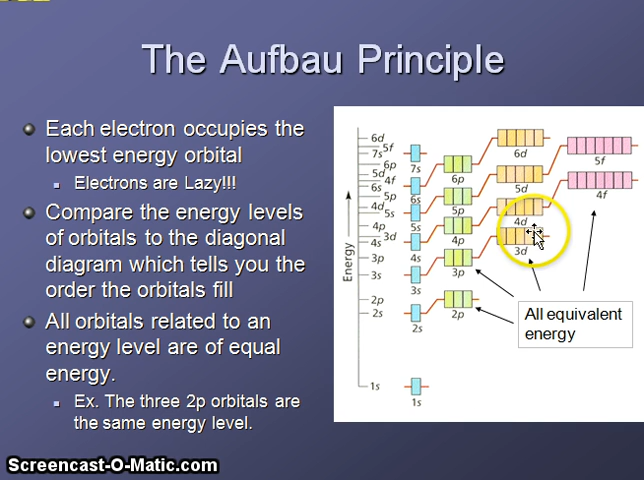 The Aufbau Principle
Each electron occupies the
lowest energy orbital
Electrons are Lazy!!!
Compare the energy levels
of orbitals to the diagonal
diagram which tells you the
order the orbitals fill
All orbitals related to an
energy level are of equal
energy.
Ex. The three 2p orbitals are
the same energy level.
Energy
6d
5f
7s
6p
5d
4f
6s
5p
4d
5s
4p
3d
4s
3p
3s
2p
2s
1s
7s
6s
5s
4s
3s
2s
1s
6p
5p
4p
3p
2p
6d
5d
4d
3d
5f
4f
All equivalent
energy
Screencast-O-Matic.com